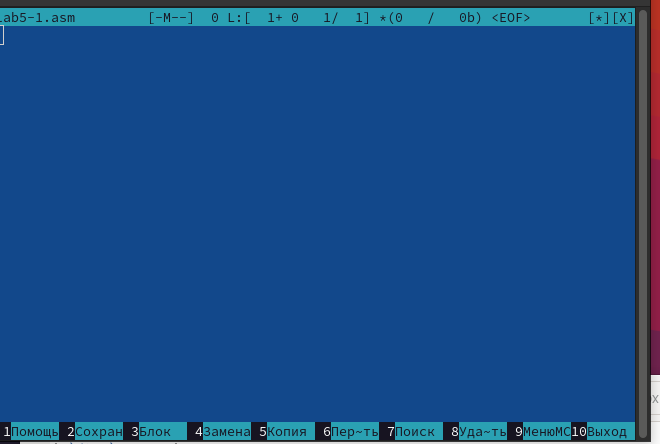 lab5-1.asm [-M--] 0 L:[ 1+ 0 1/ 1] *(0 / 0b) <EOF> [*][X]
1Помощь 2Сохран 3Блок 4Замена 5Копия 6Пер~ть 7Поиск 8Уда~ть 9МенюMC 10Выход